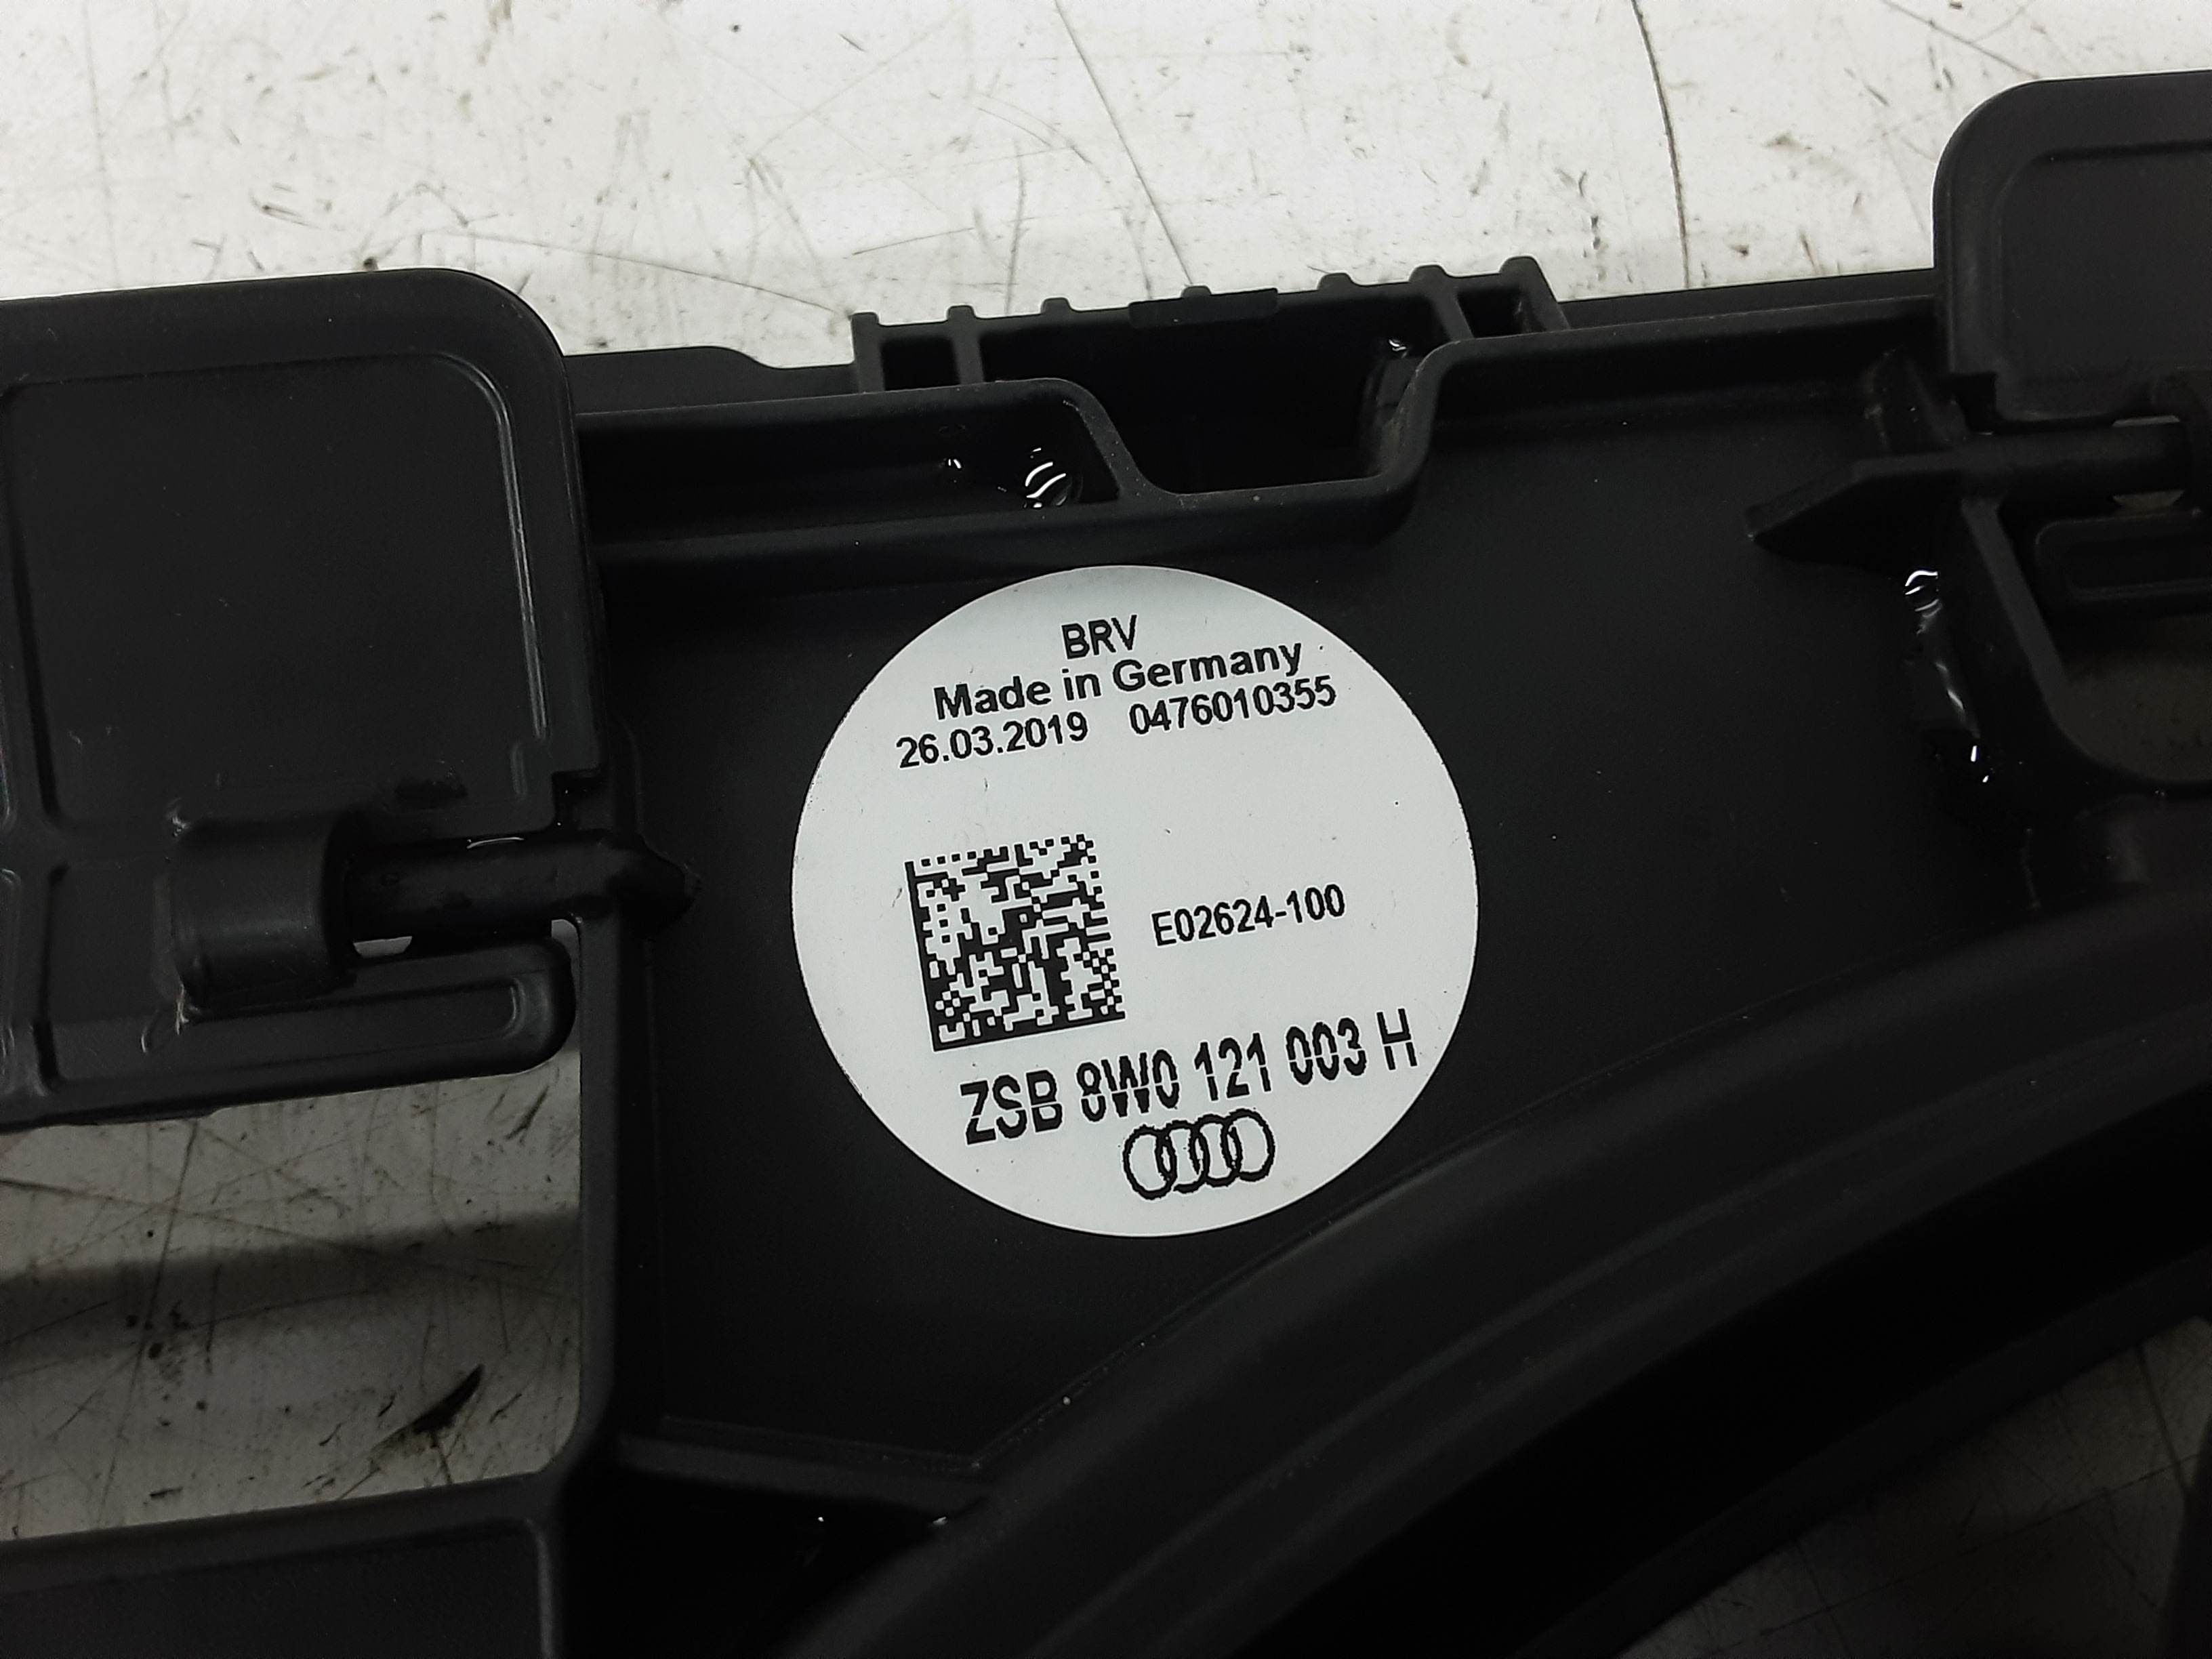 BRV
Made in Germany
26.03.2019 0476010355
E02624-100
ZSB 8W0 121 003 H